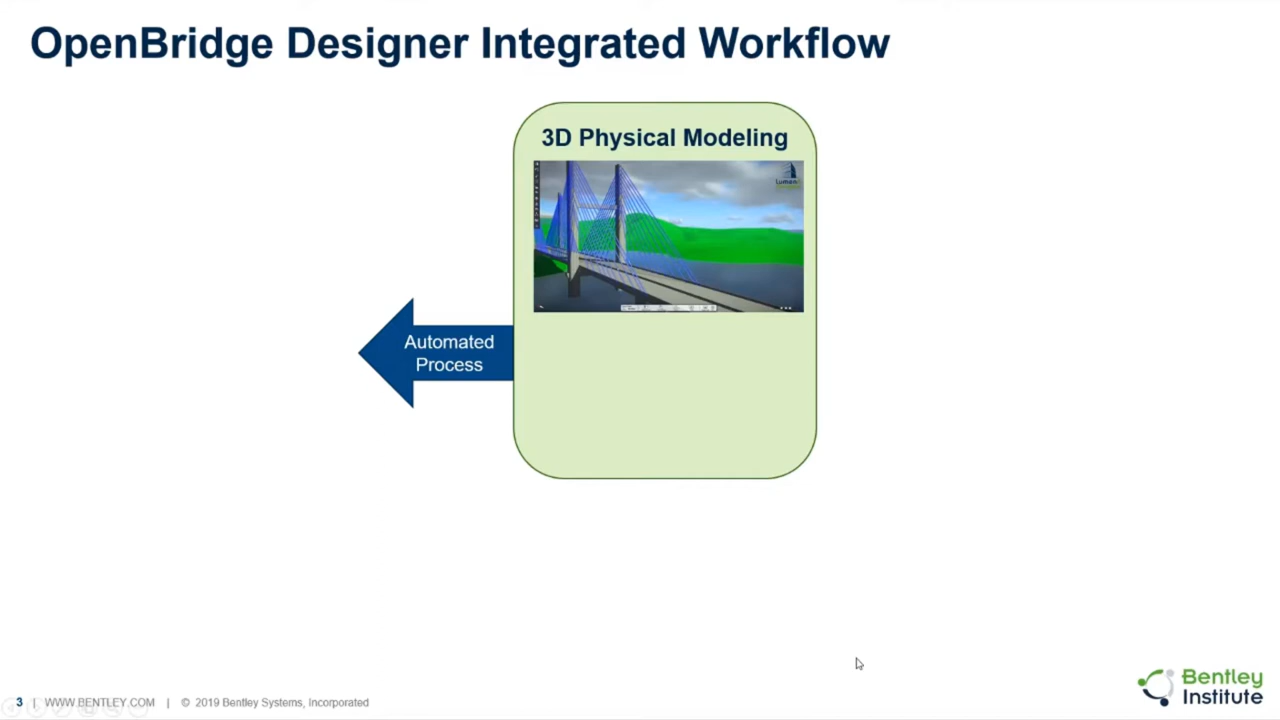 OpenBridge Designer Integrated Workflow
3D Physical Modeling
Automated
Process
3 | WWW.BENTLEY.COM | © 2019 Bentley Systems, Incorporated
Bentley
Institute